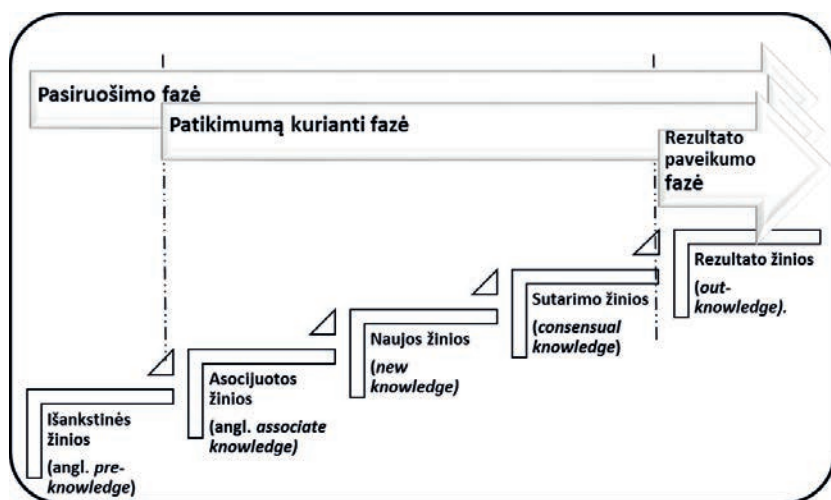 Pasiruošimo fazė
Patikimumą kurianti fazė
Rezultato
paveikumo
fazė
Išankstinės
žinios
(angl. pre-
knowledge)
Asocijuotos
žinios
(angl. associate
knowledge)
Naujos žinios
(new
knowledge)
Sutarimo žinios
(consensual
knowledge)
Rezultato žinios
(out-
knowledge).